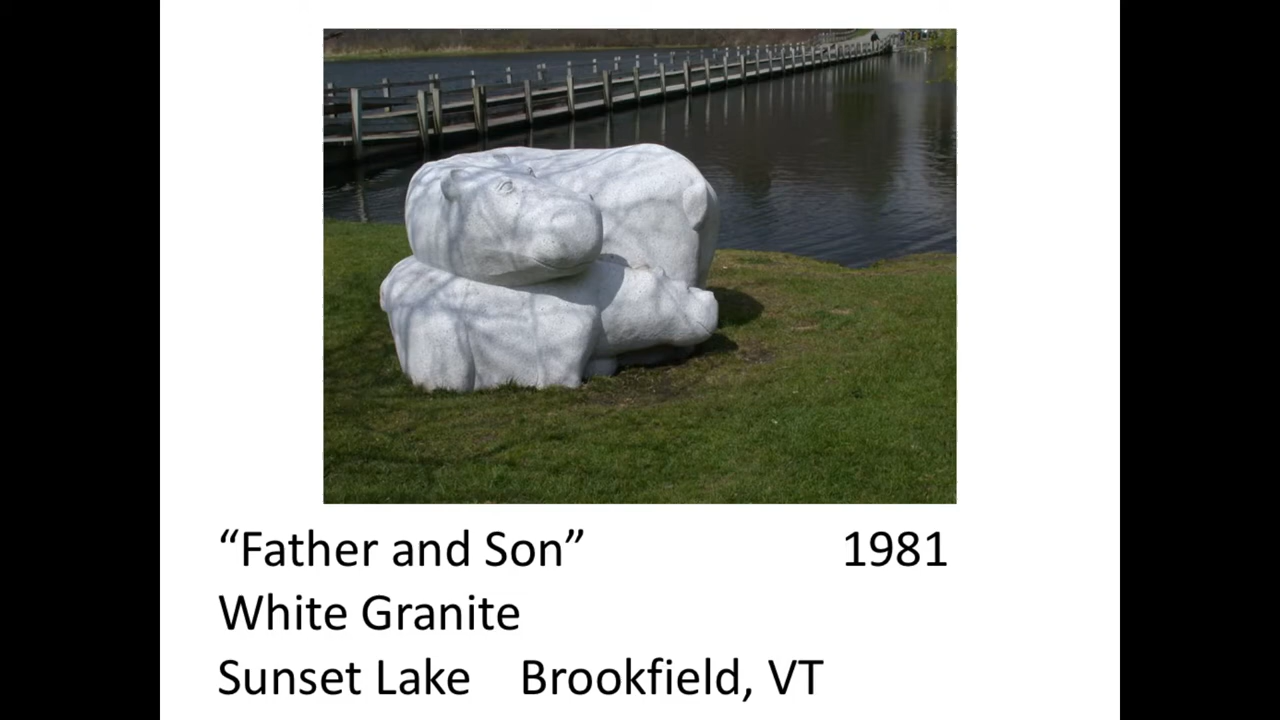 “Father and Son” 1981
White Granite
Sunset Lake Brookfield, VT